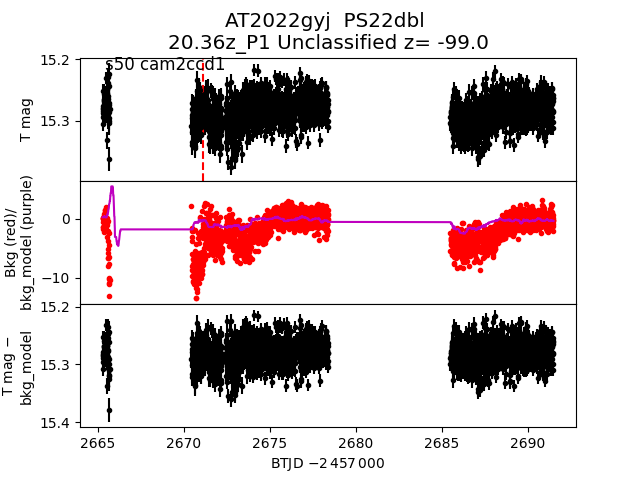 AT2022gyj  PS22dbl
20.36z_P1 Unclassified z= -99.0
s50 cam2ccd1
T mag
15.2
15.3
Bkg (red)/
bkg_model (purple)
0
−10
T mag −
bkg_model
15.2
15.3
15.4
2665
2670
2675
2680
2685
2690
BTJD −2 457 000